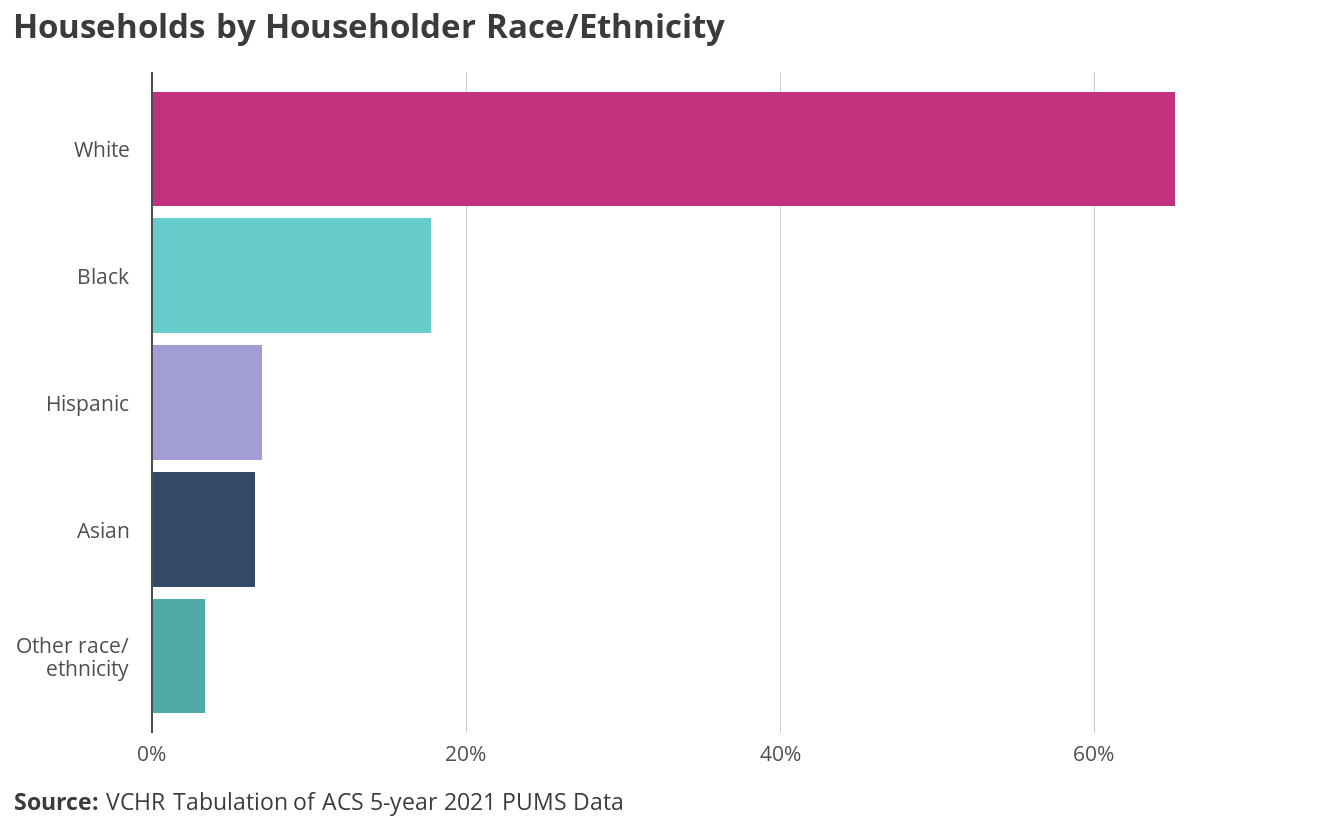 Households by Householder Race/Ethnicity
White
Black
Hispanic
Asian
Other race/
ethnicity
0% 20% 40% 60%
Source: VCHR Tabulation of ACS 5-year 2021 PUMS Data